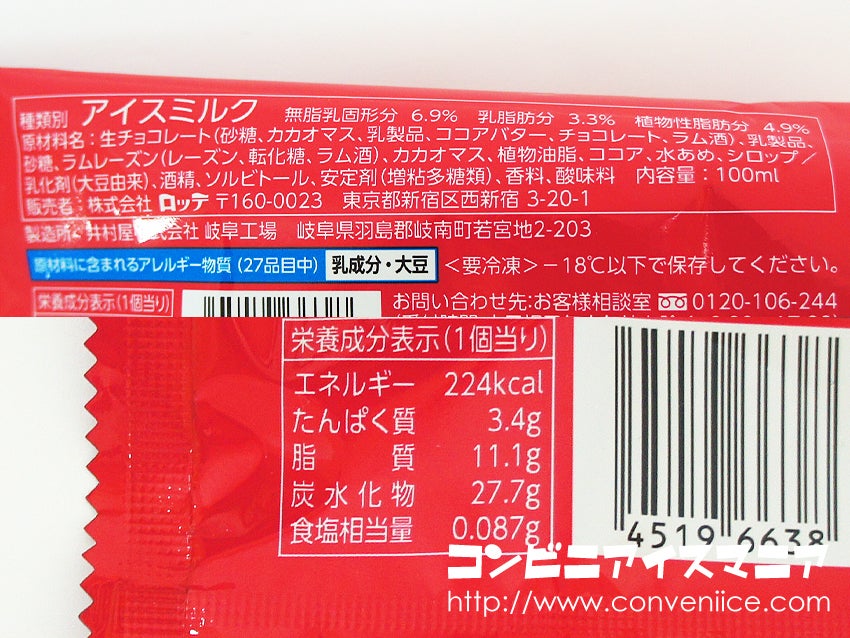 種類別 アイスミルク 無脂乳固形分 6.9% 乳脂肪分 3.3% 植物性脂肪分 4.9%
原材料名:生チョコレート(砂糖、カカオマス、乳製品、ココアバター、チョコレート、ラム酒)、乳製品、
砂糖、ラムレーズン(レーズン、転化糖、ラム酒)、カカオマス、植物油脂、ココア、水あめ、シロップ/
乳化剤(大豆由来)、酒精、ソルビトール、安定剤(増粘多糖類)、香料、酸味料 内容量:100ml
販売者:株式会社 ロッテ 〒160-0023 東京都新宿区西新宿 3-20-1
製造所:井村屋株式会社 岐阜工場 岐阜県羽島郡岐南町若宮地2-203
原材料に含まれるアレルギー物質(27品目中) 乳成分・大豆 <要冷凍>-18℃以下で保存してください。
栄養成分表示(1個当り) お問い合わせ先:お客様相談室 0120-106-244
栄養成分表示(1個当り)
エネルギー 224kcal
たんぱく質 3.4g
脂質 11.1g
炭水化物 27.7g
食塩相当量 0.087g
4519 6638
コンビニアイスマニア
http://www.conveniice.com/